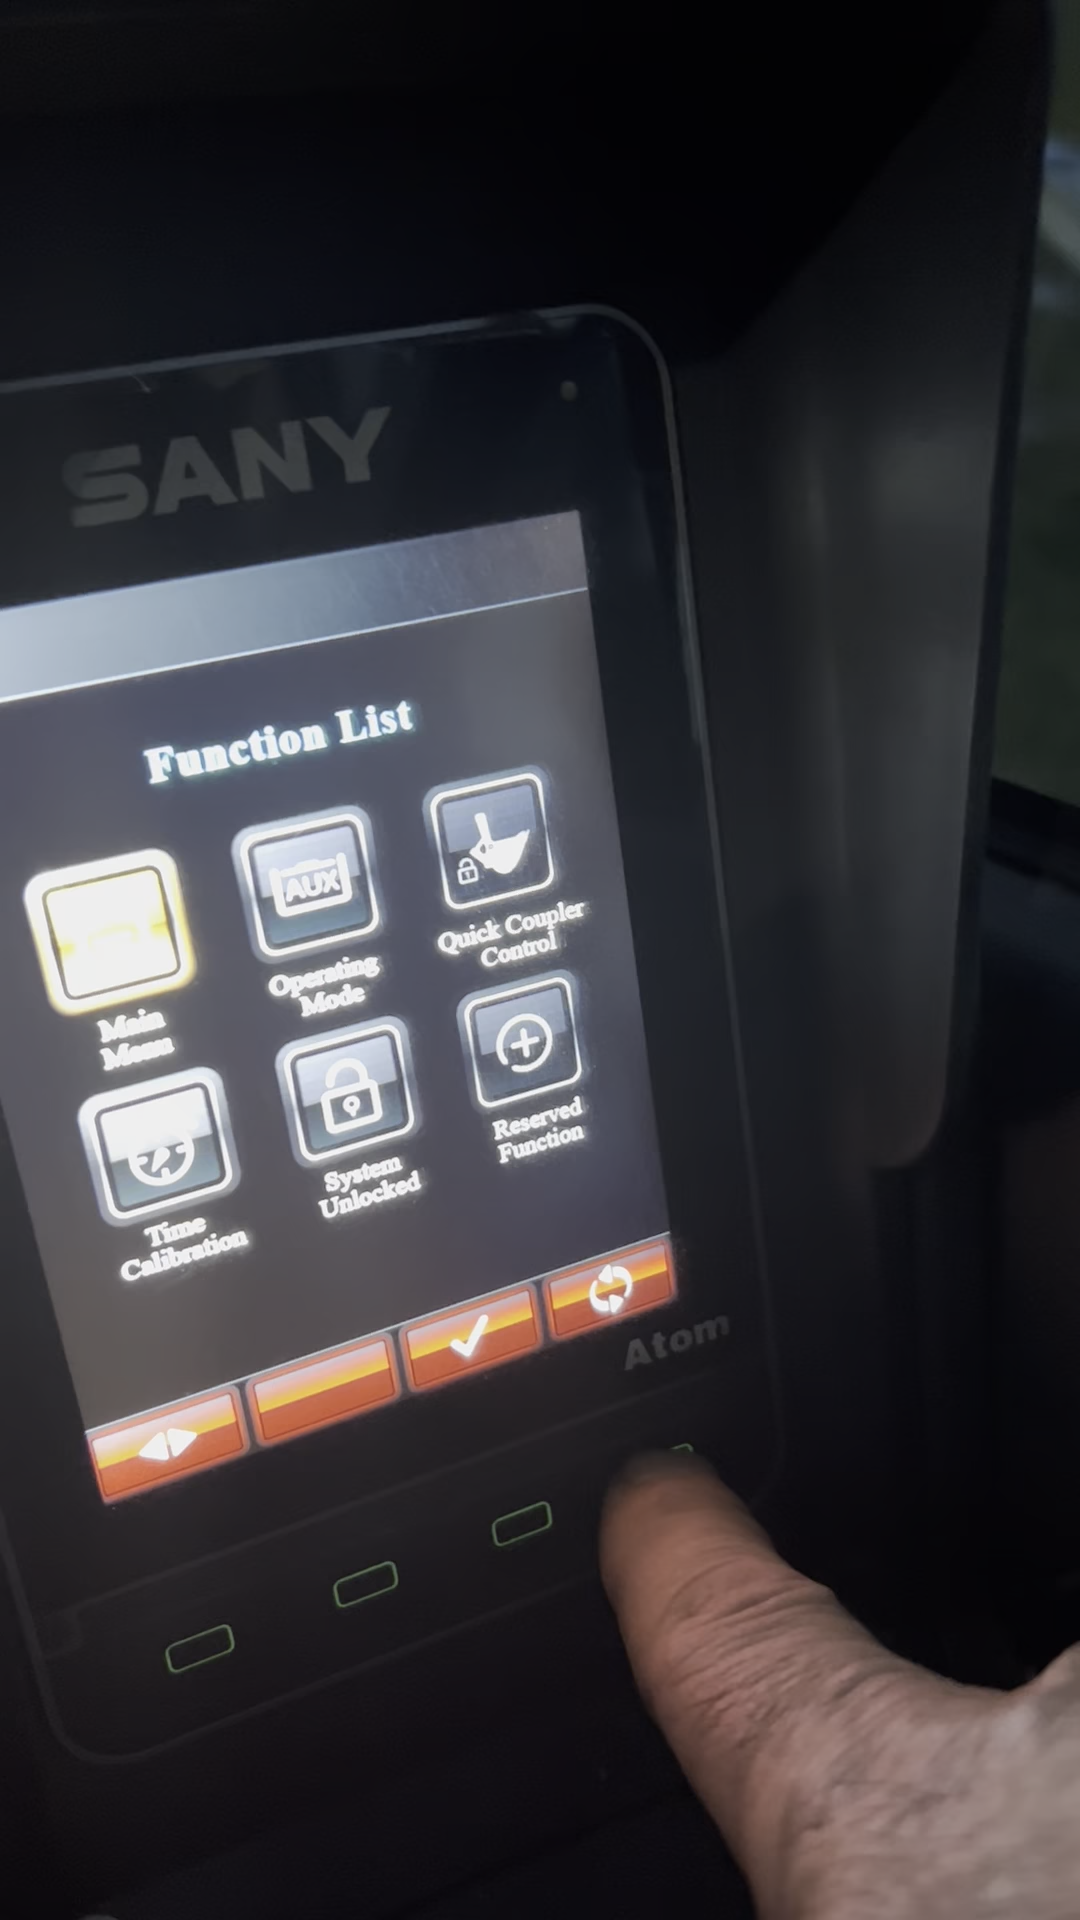 SANY
Function List
AUX
Main
Menu
Operating
Mode
Quick Coupler
Control
Time
Calibration
System
Unlocked
Reserved
Function
Atom